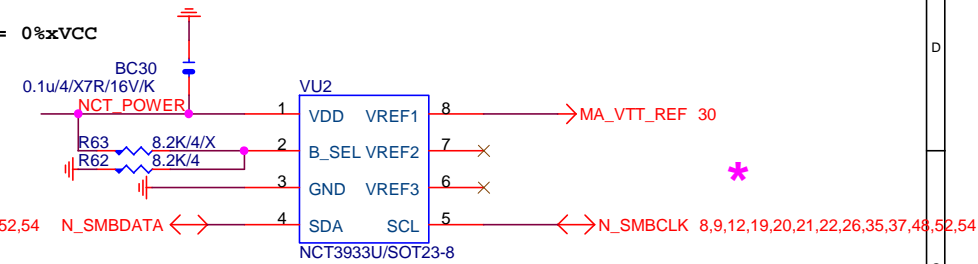 = 0%xVCC
D
BC30
0.1u/4/X7R/16V/K
VU2
NCT_POWER
1 VDD VREF1 8 MA_VTT_REF 30
R63 8.2K/4/X
2 B_SEL VREF2 7
R62 8.2K/4
3 GND VREF3 6
*
52,54 N_SMBDATA 4 SDA SCL 5 N_SMBCLK 8,9,12,19,20,21,22,26,35,37,48,52,54
NCT3933U/SOT23-8